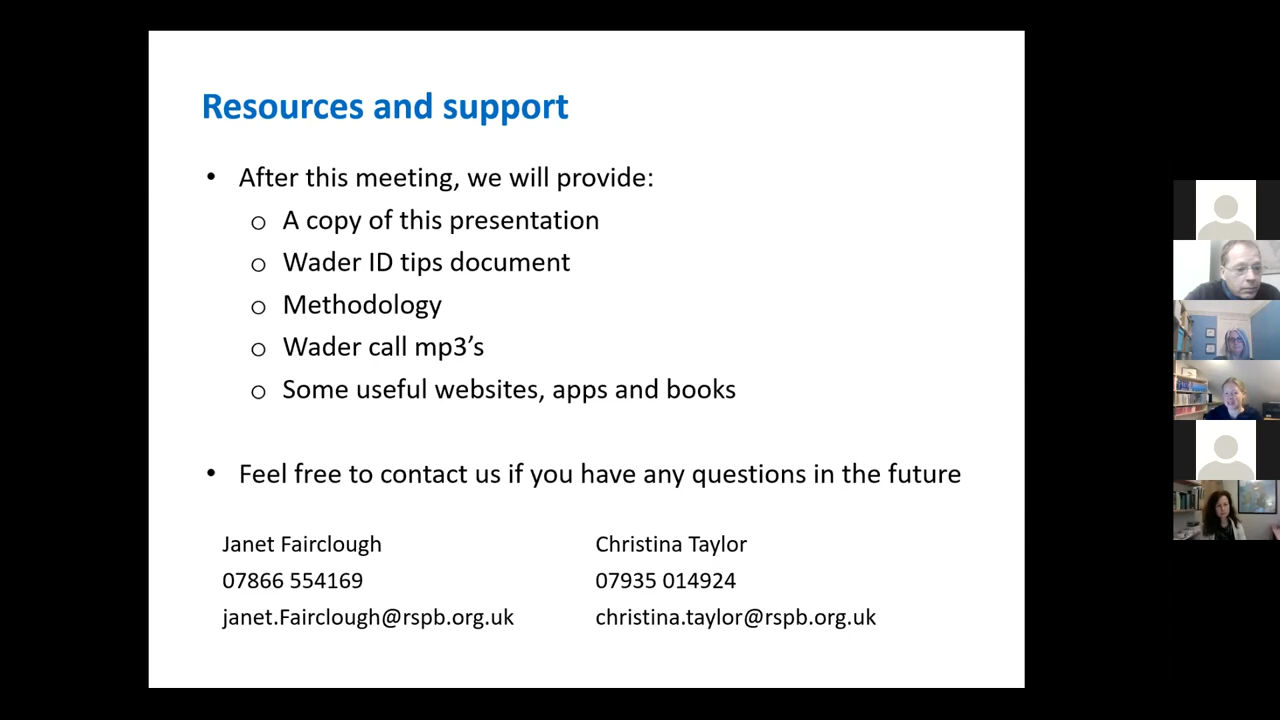 Resources and support
• After this meeting, we will provide:
o A copy of this presentation
o Wader ID tips document
o Methodology
o Wader call mp3’s
o Some useful websites, apps and books
• Feel free to contact us if you have any questions in the future
Janet Fairclough
07866 554169
janet.Fairclough@rspb.org.uk
Christina Taylor
07935 014924
christina.taylor@rspb.org.uk